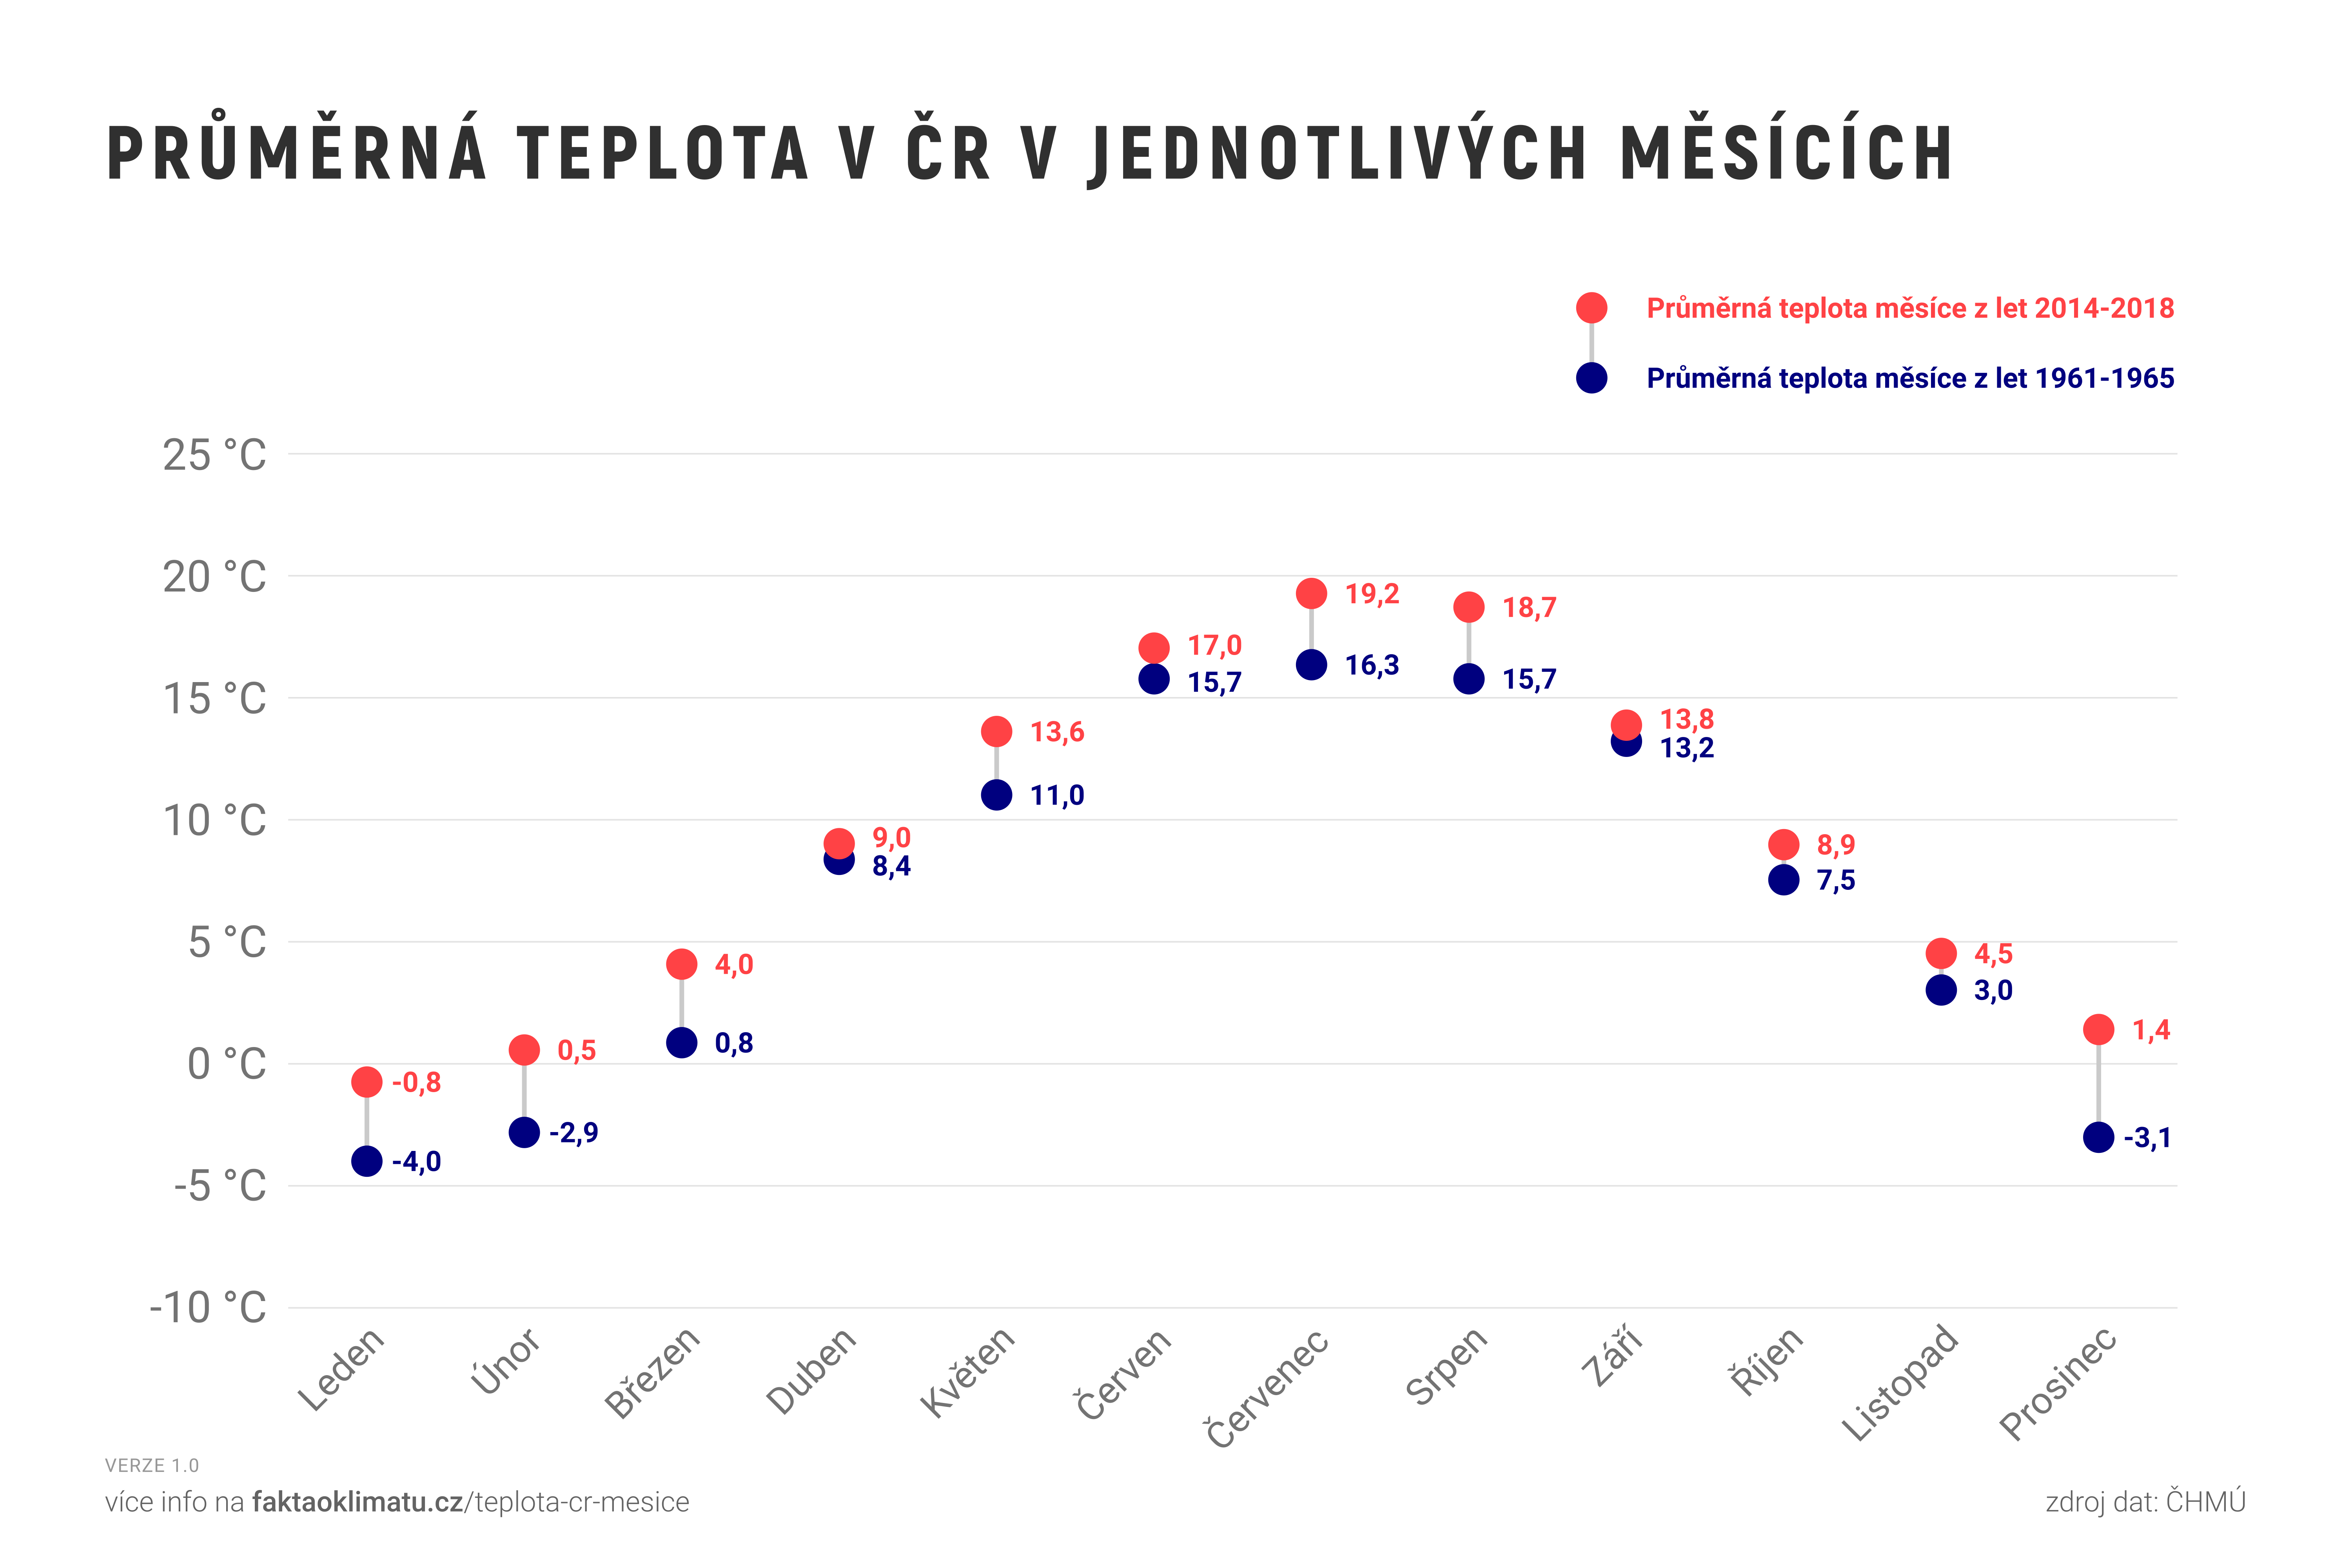 PRŮMĚRNÁ TEPLOTA V ČR V JEDNOTLIVÝCH MĚSÍCÍCH
Průměrná teplota měsíce z let 2014-2018
Průměrná teplota měsíce z let 1961-1965
25 °C
20 °C
15 °C
10 °C
5 °C
0 °C
-5 °C
-10 °C
-0,8
-4,0
0,5
-2,9
4,0
0,8
9,0
8,4
13,6
11,0
17,0
15,7
19,2
16,3
18,7
15,7
13,8
13,2
8,9
7,5
4,5
3,0
1,4
-3,1
Leden
Únor
Březen
Duben
Květen
Červen
Červenec
Srpen
Září
Říjen
Listopad
Prosinec
VERZE 1.0
více info na faktaoklimatu.cz/teplota-cr-mesice
zdroj dat: ČHMÚ